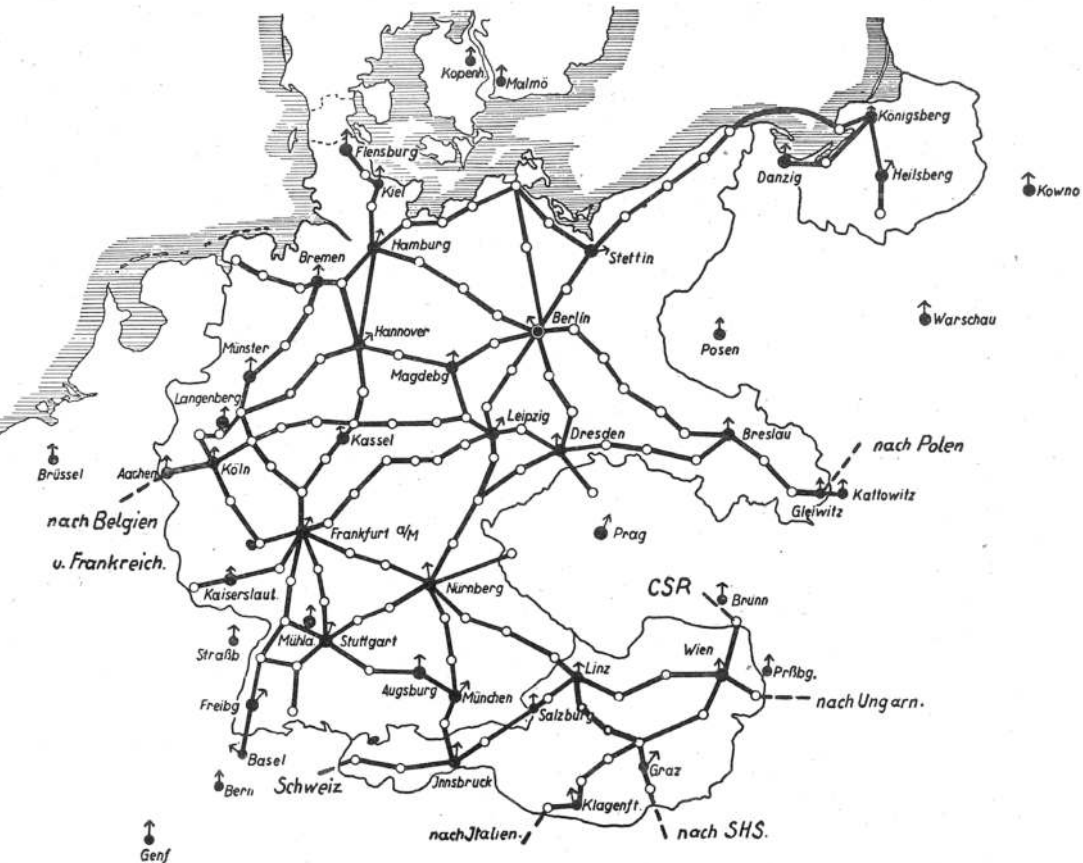 Kopenh.
Malmö
Königsberg
Flensburg
Danzig
Heilsberg
Kiel
Kowno
Hamburg
Bremen
Stettin
Warschau
Berlin
Hannover
Posen
Münster
Magdebg
Langenberg
Leipzig
Kassel
Dresden
Breslau
nach Polen
Brüssel
Aachen
Köln
Kattowitz
Gleiwitz
nach Belgien
u. Frankreich.
Frankfurt a/M
Prag
Kaiserslaut.
Nürnberg
CSR
Brünn
Straßb
Mühla.
Stuttgart
Linz
Wien
Prßbg.
Augsburg
München
nach Ungarn.
Freibg
Salzburg
Basel
Graz
Schweiz
Innsbruck
Bern
Klagenft.
nach Italien.
nach SHS.
Genf